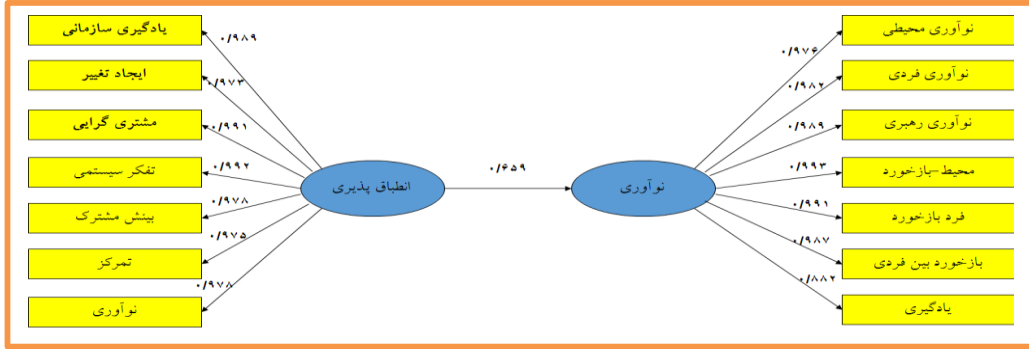 یادگیری سازمانی
ایجاد تغییر
مشتری گرایی
تفکر سیستمی
بینش مشترک
تمرکز
نوآوری
۰/۹۸۹
۰/۹۷۳
۰/۹۹۱
۰/۹۹۲
۰/۹۷۸
۰/۹۷۵
۰/۹۷۸
انطباق پذیری
۰/۶۵۹
نوآوری
۰/۹۷۶
۰/۹۸۲
۰/۹۸۹
۰/۹۹۳
۰/۹۹۱
۰/۹۸۷
۰/۸۸۲
نوآوری محیطی
نوآوری فردی
نوآوری رهبری
محیط-بازخورد
فرد بازخورد
بازخورد بین فردی
یادگیری